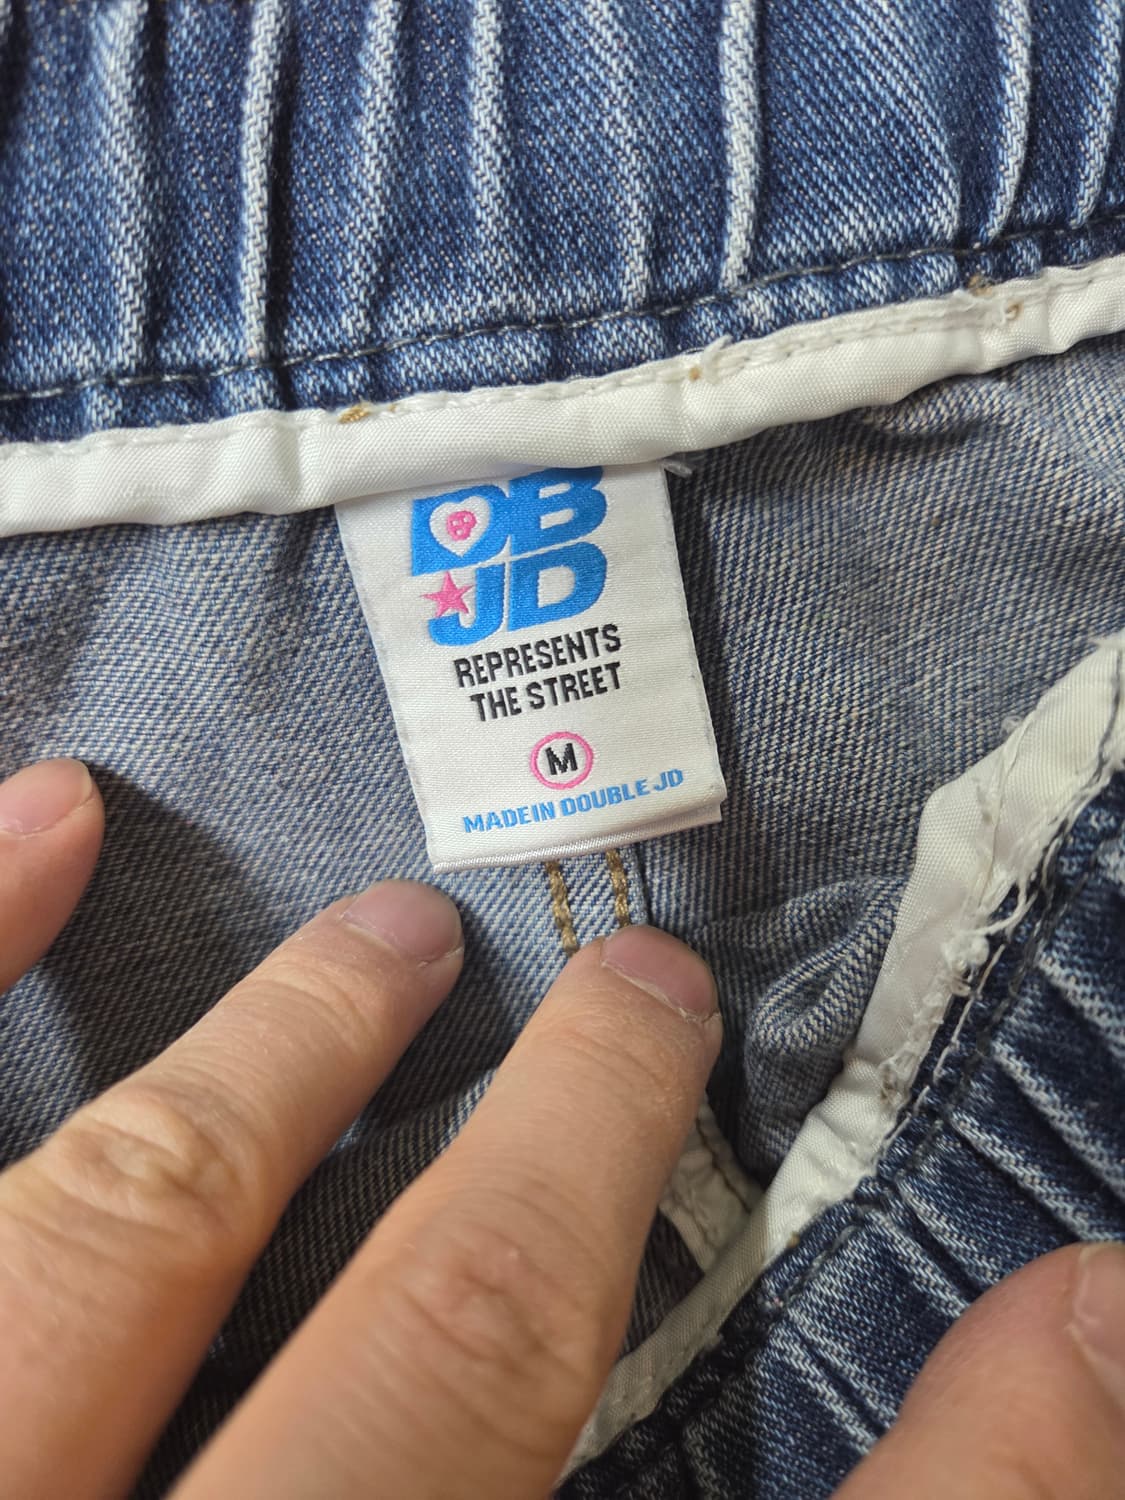 DB
JD
REPRESENTS
THE STREET
M
MADEIN DOUBLE JD